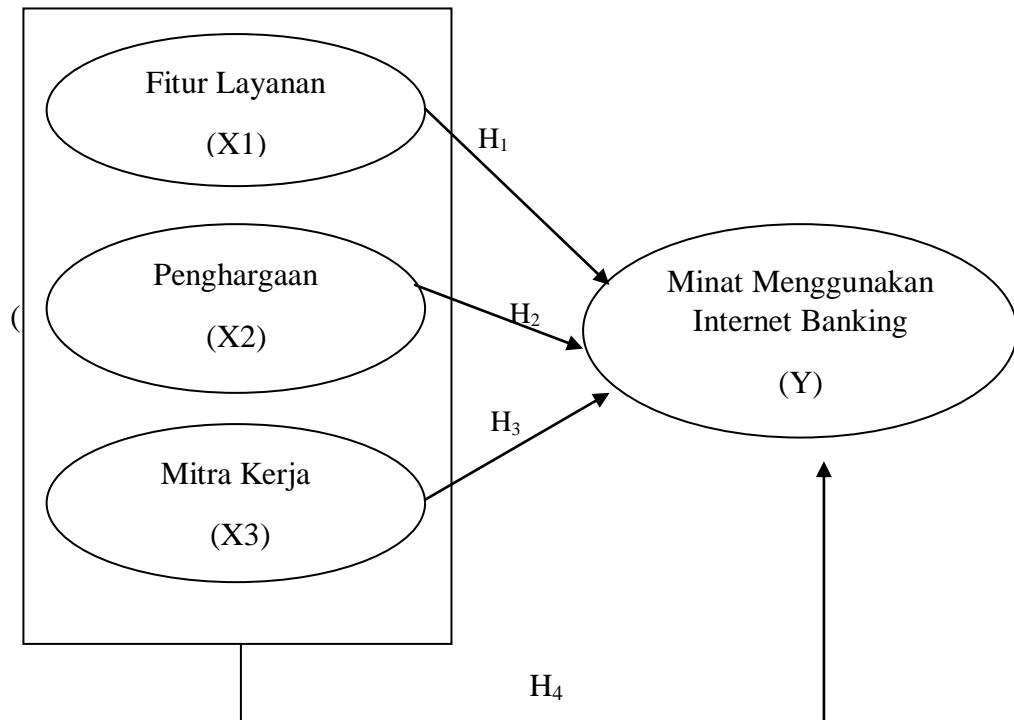 Fitur Layanan
(X1)
H₁
Penghargaan
(X2)
(
H₂
Minat Menggunakan
Internet Banking
(Y)
H₃
Mitra Kerja
(X3)
H₄